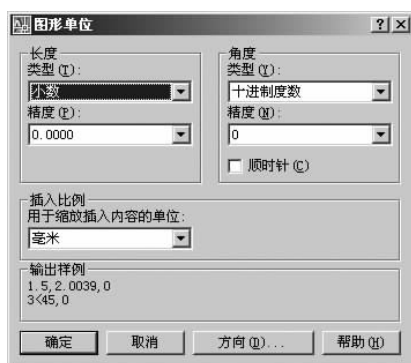 图形单位
长度
类型(T):
小数
精度(P):
0.0000
角度
类型(Y):
十进制度数
精度(N):
0
顺时针(C)
插入比例
用于缩放插入内容的单位:
毫米
输出样例
1.5,2.0039,0
3<45,0
确定 取消 方向(D)... 帮助(H)